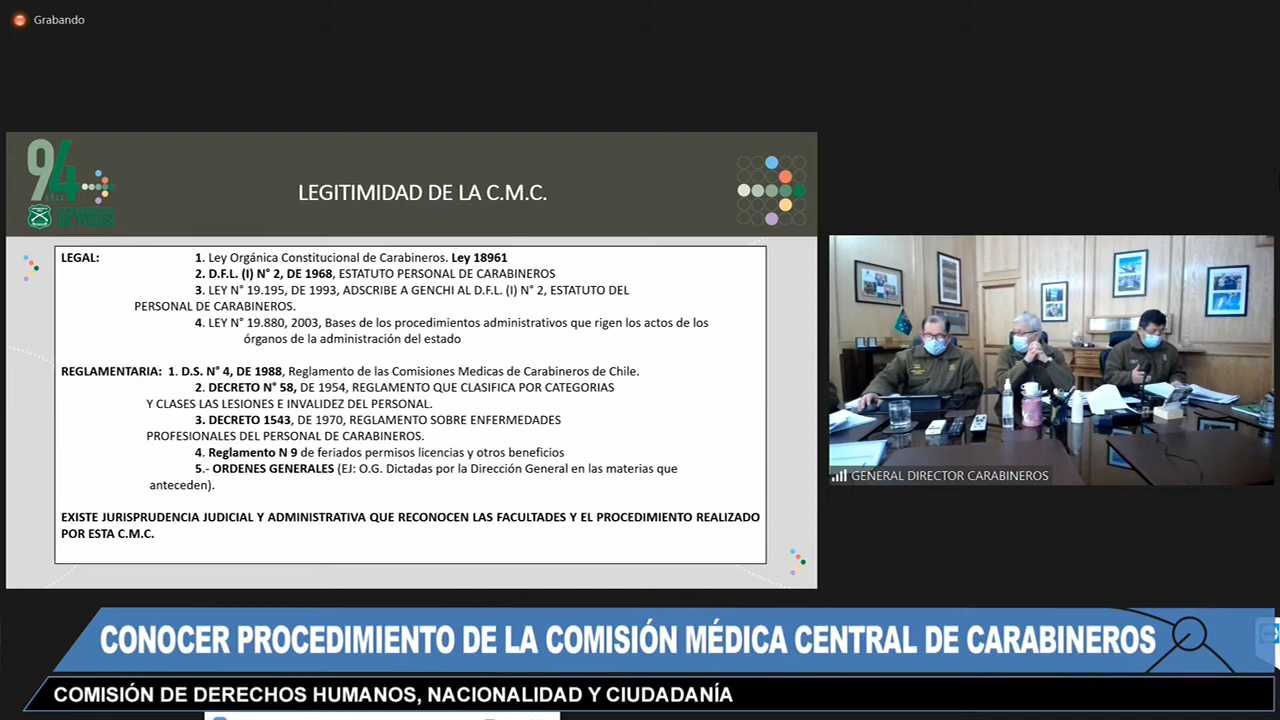 Grabando
94
LEGITIMIDAD DE LA C.M.C.
LEGAL: 1. Ley Orgánica Constitucional de Carabineros. Ley 18961
2. D.F.L. (I) N° 2, DE 1968, ESTATUTO PERSONAL DE CARABINEROS
3. LEY N° 19.195, DE 1993, ADSCRIBE A GENCHI AL D.F.L. (I) N° 2, ESTATUTO DEL
PERSONAL DE CARABINEROS.
4. LEY N° 19.880, 2003, Bases de los procedimientos administrativos que rigen los actos de los
órganos de la administración del estado
REGLAMENTARIA: 1. D.S. N° 4, DE 1988, Reglamento de las Comisiones Medicas de Carabineros de Chile.
2. DECRETO N° 58, DE 1954, REGLAMENTO QUE CLASIFICA POR CATEGORIAS
Y CLASES LAS LESIONES E INVALIDEZ DEL PERSONAL.
3. DECRETO 1543, DE 1970, REGLAMENTO SOBRE ENFERMEDADES
PROFESIONALES DEL PERSONAL DE CARABINEROS.
4. Reglamento N 9 de feriados permisos licencias y otros beneficios
5.- ORDENES GENERALES (EJ: O.G. Dictadas por la Dirección General en las materias que
anteceden).
EXISTE JURISPRUDENCIA JUDICIAL Y ADMINISTRATIVA QUE RECONOCEN LAS FACULTADES Y EL PROCEDIMIENTO REALIZADO
POR ESTA C.M.C.
GENERAL DIRECTOR CARABINEROS
CONOCER PROCEDIMIENTO DE LA COMISIÓN MÉDICA CENTRAL DE CARABINEROS
COMISIÓN DE DERECHOS HUMANOS, NACIONALIDAD Y CIUDADANÍA